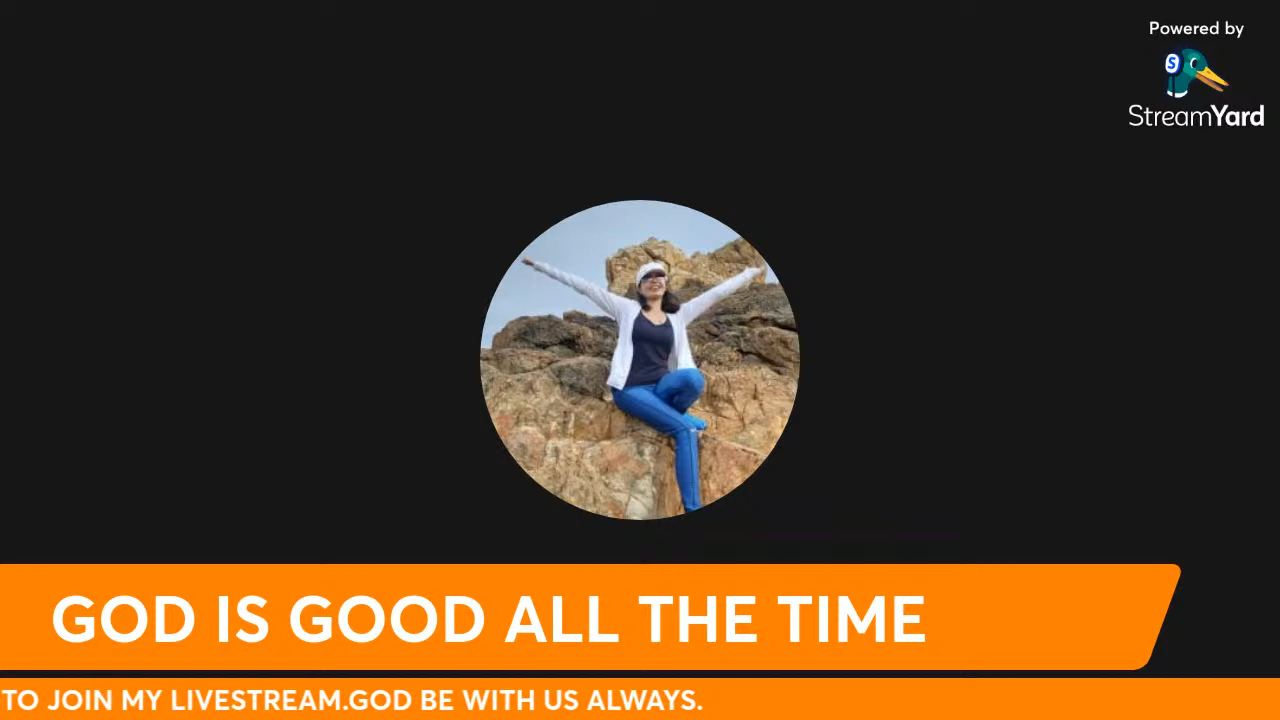 Powered by
S
StreamYard
GOD IS GOOD ALL THE TIME
TO JOIN MY LIVESTREAM.GOD BE WITH US ALWAYS.